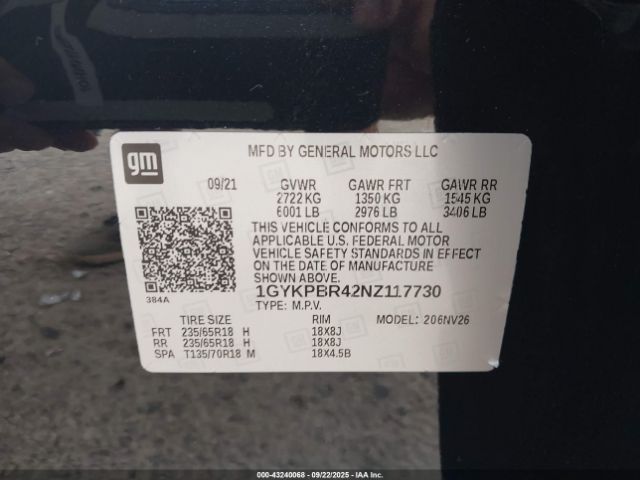 gm
MFD BY GENERAL MOTORS LLC
09/21 GVWR GAWR FRT GAWR RR
2722 KG 1350 KG 1545 KG
6001 LB 2976 LB 3406 LB
THIS VEHICLE CONFORMS TO ALL
APPLICABLE U.S. FEDERAL MOTOR
VEHICLE SAFETY STANDARDS IN EFFECT
ON THE DATE OF MANUFACTURE
SHOWN ABOVE.
384A
1GYKPBR42NZ117730
TYPE: M.P.V.
TIRE SIZE RIM MODEL: 206NV26
FRT 235/65R18 H 18X8J
RR 235/65R18 H 18X8J
SPA T135/70R18 M 18X4.5B
000-43240068 - 09/22/2025 - IAA Inc.